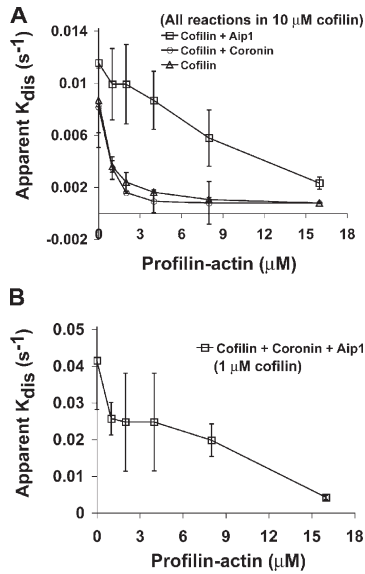 A
(All reactions in 10 μM cofilin)
Cofilin + Aip1
Cofilin + Coronin
Cofilin
Apparent Kdis (s-1)
0.014
0.01
0.006
0.002
-0.002
0 3 6 9 12 15 18
Profilin-actin (μM)
B
Cofilin + Coronin + Aip1
(1 μM cofilin)
Apparent Kdis (s-1)
0.05
0.04
0.03
0.02
0.01
0
0 3 6 9 12 15 18
Profilin-actin (μM)